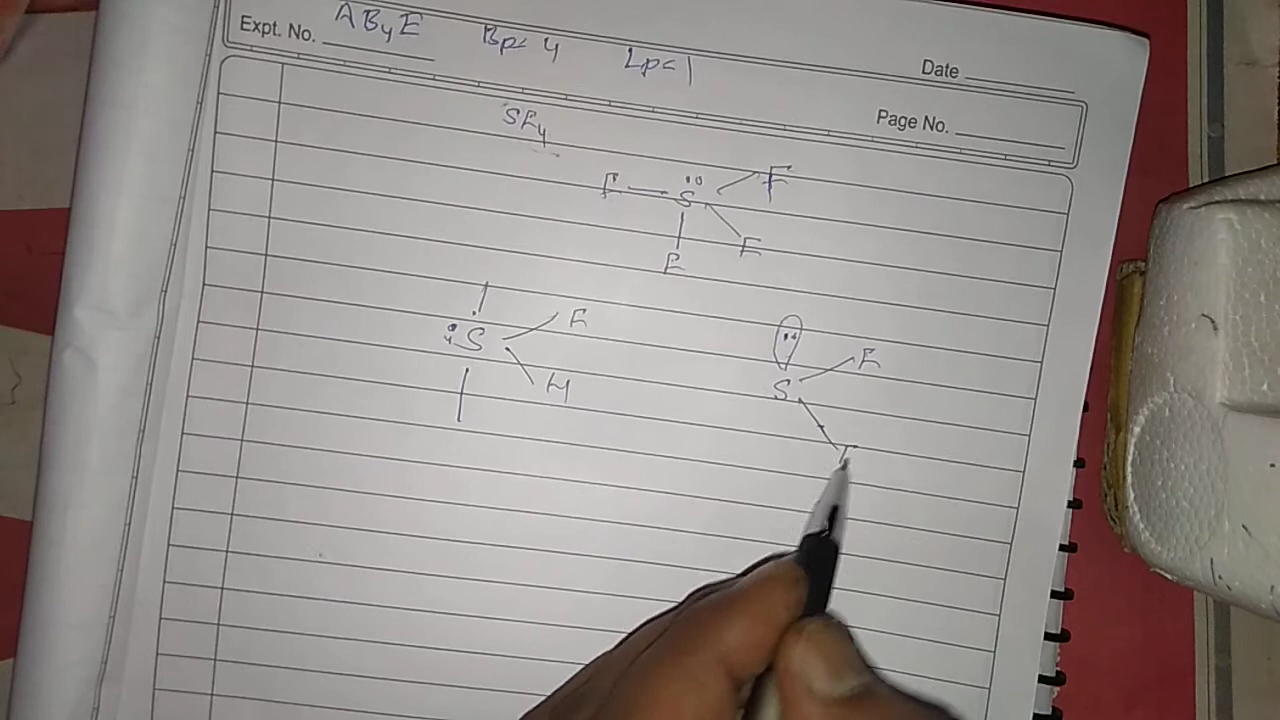 Expt. No. AB4E Bp=4 Lp=1
Date
Page No.
SF4
F S F
F F
S F
H
S F